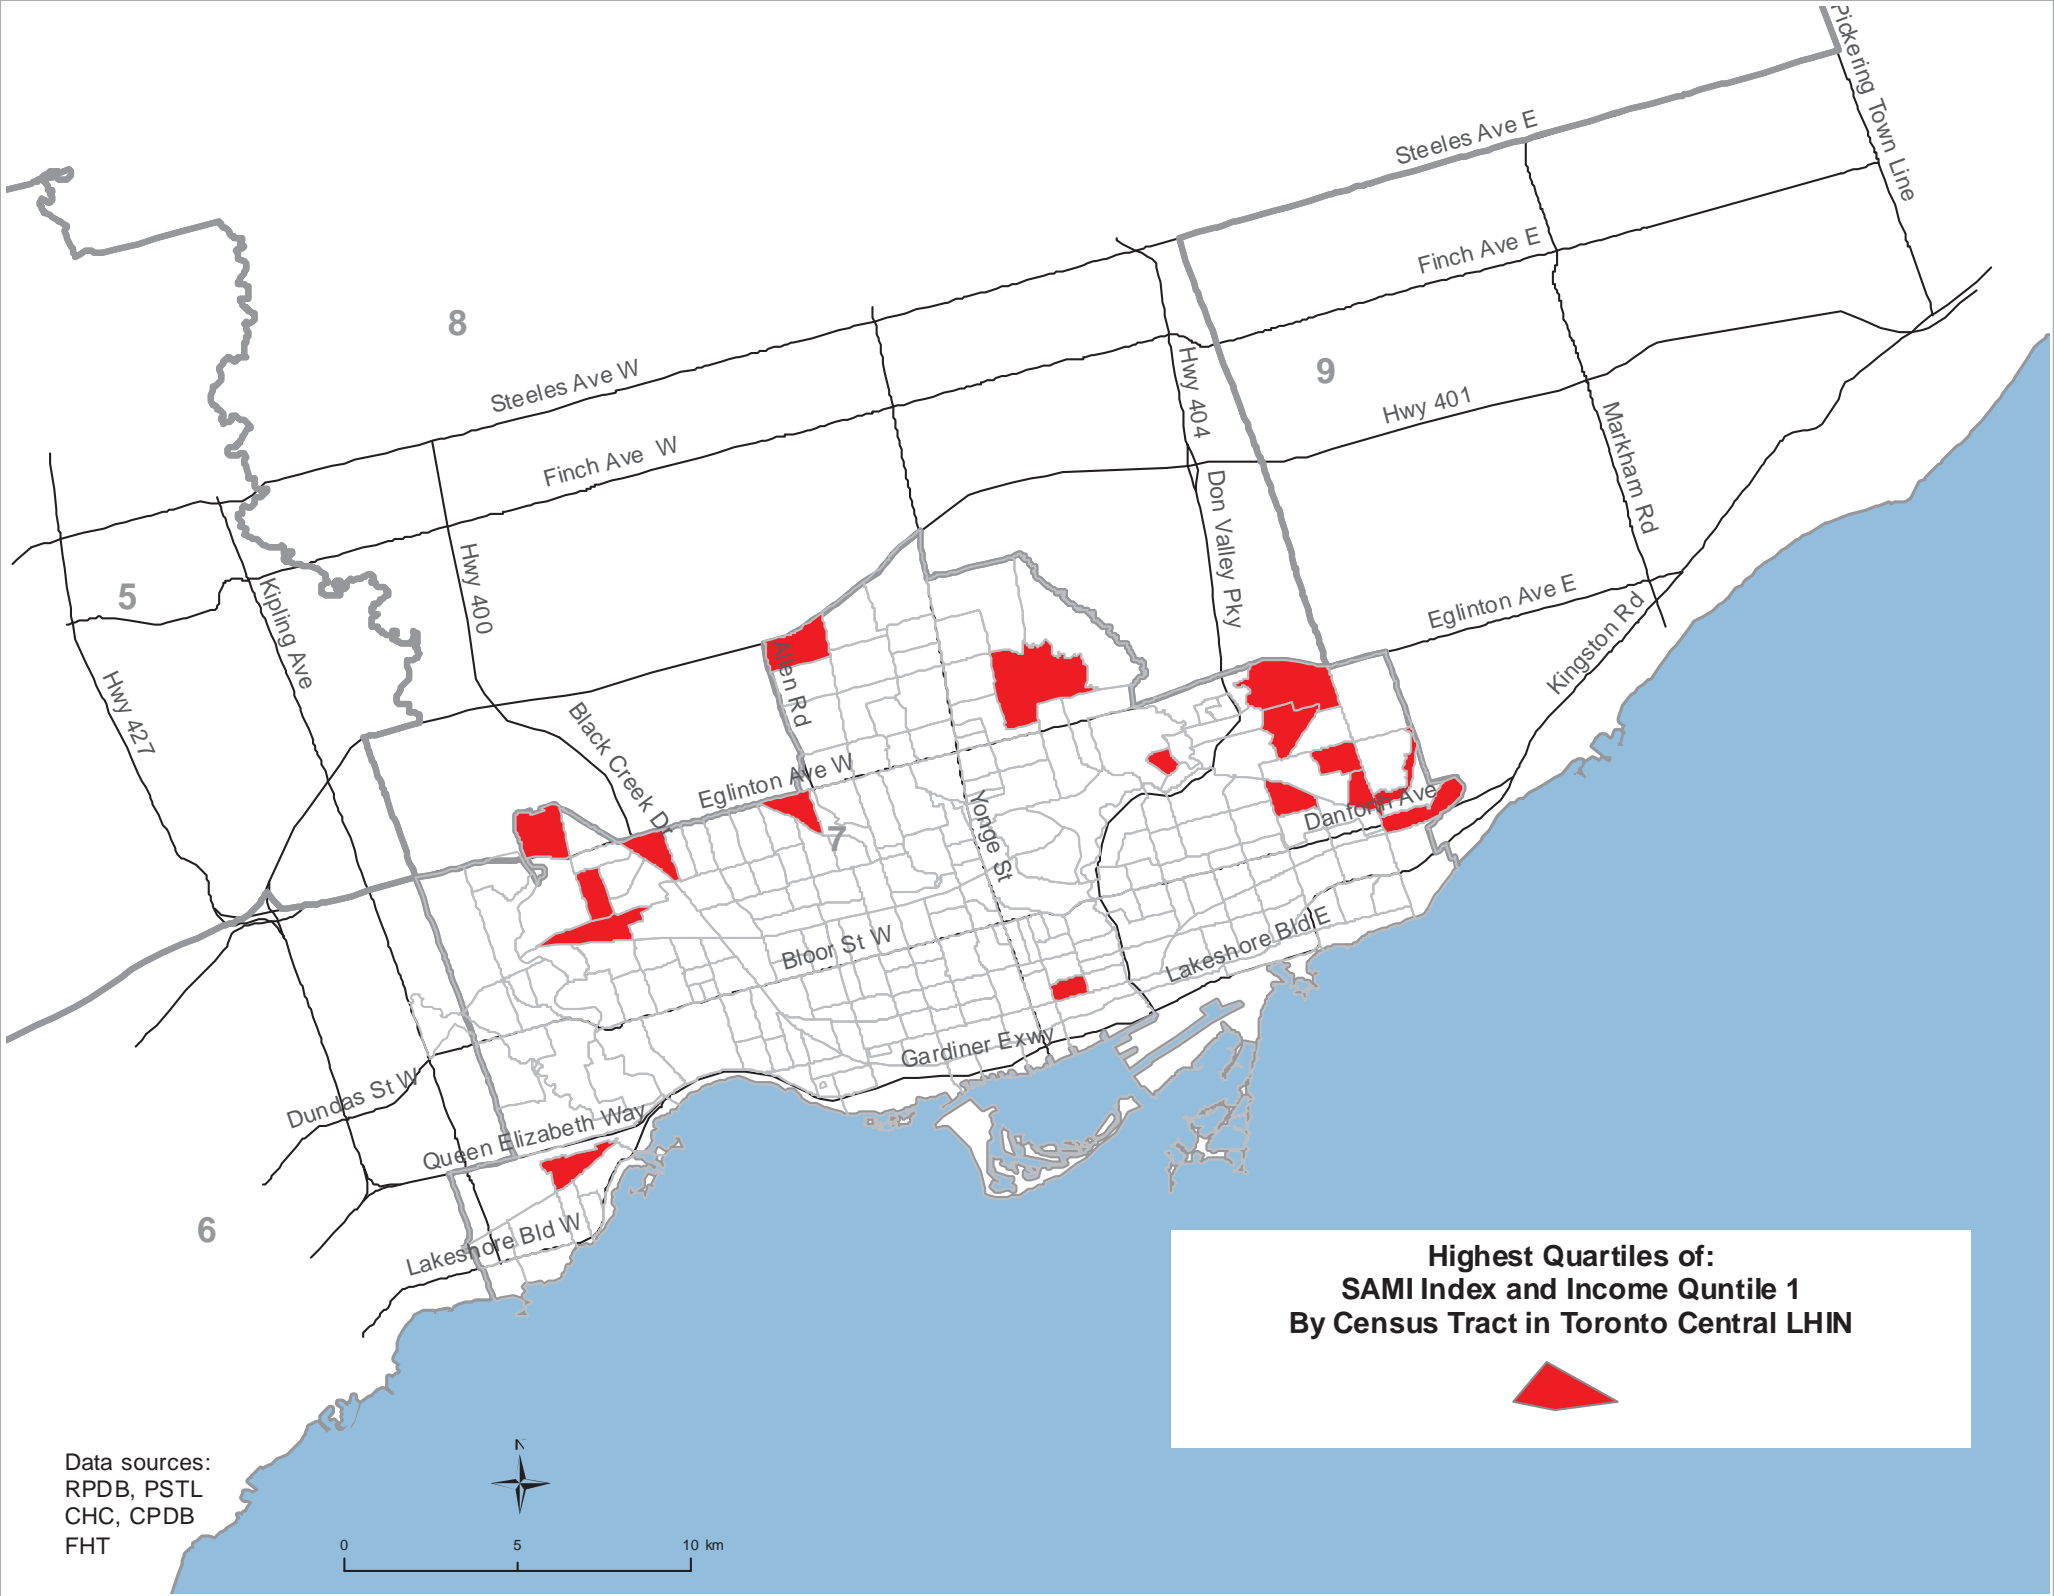 Pickering Town Line
Steeles Ave E
Finch Ave E
8
Steeles Ave W
Hwy 404
9
Hwy 401
Markham Rd
Finch Ave W
Don Valley Pky
Hwy 400
5
Kipling Ave
Eglinton Ave E
Kingston Rd
Hwy 427
Allen Rd
Black Creek Dr
Eglinton Ave W
7
Yonge St
Danforth Ave
Bloor St W
Lakeshore Bld E
Gardiner Exwy
Dundas St W
Queen Elizabeth Way
6
Lakeshore Bld W
Highest Quartiles of:
SAMI Index and Income Quntile 1
By Census Tract in Toronto Central LHIN
Data sources:
RPDB, PSTL
CHC, CPDB
FHT
N
0 5 10 km